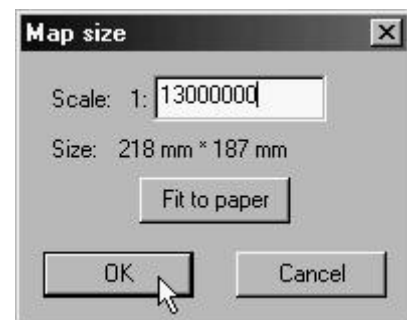 Map size
Scale: 1: 13000000
Size: 218 mm * 187 mm
Fit to paper
OK Cancel